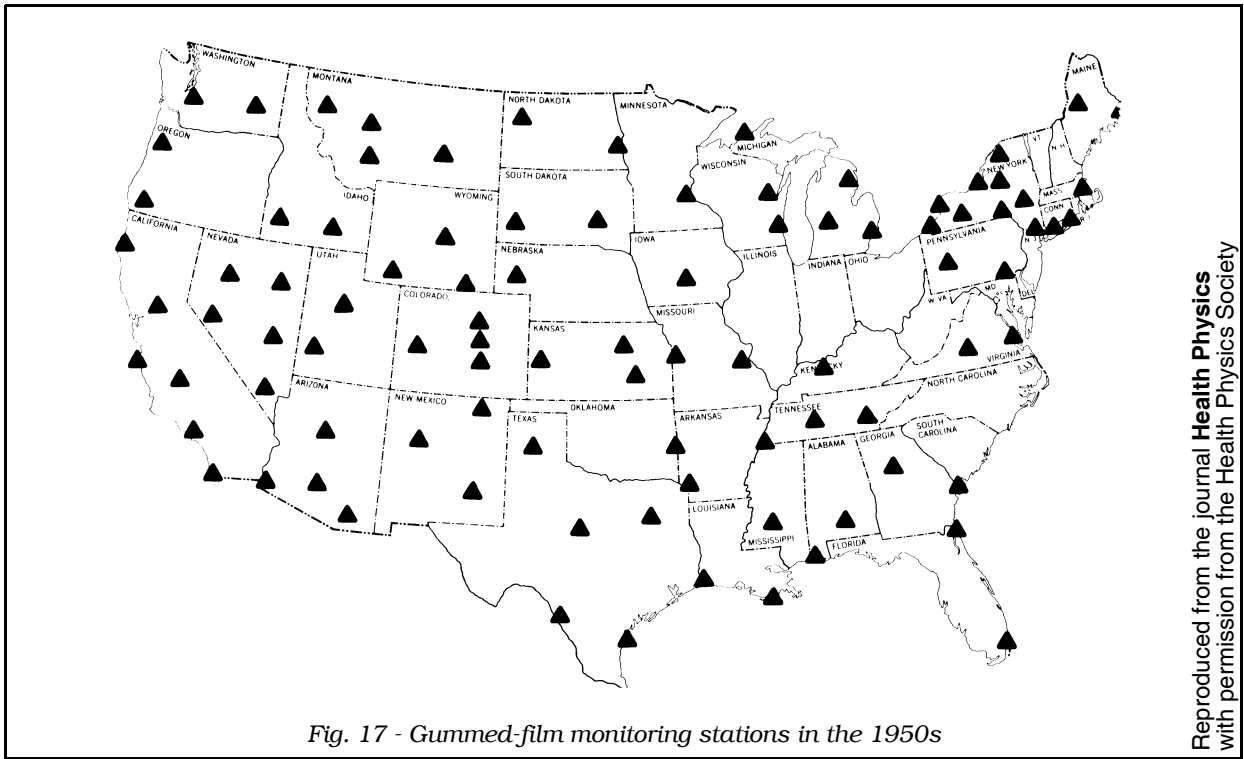 WASHINGTON
MONTANA
NORTH DAKOTA
MINNESOTA
MAINE
OREGON
IDAHO
WYOMING
SOUTH DAKOTA
WISCONSIN
MICHIGAN
VT
N H
NEW YORK
MASS
CONN
R I
CALIFORNIA
NEVADA
UTAH
COLORADO
NEBRASKA
IOWA
ILLINOIS
INDIANA
OHIO
PENNSYLVANIA
N J
W VA
MD
DEL
VIRGINIA
KANSAS
MISSOURI
KENTUCKY
ARIZONA
NEW MEXICO
TEXAS
OKLAHOMA
ARKANSAS
TENNESSEE
NORTH CAROLINA
SOUTH
CAROLINA
ALABAMA
GEORGIA
LOUISIANA
MISSISSIPPI
FLORIDA
Fig. 17 - Gummed-film monitoring stations in the 1950s
Reproduced from the journal Health Physics
with permission from the Health Physics Society